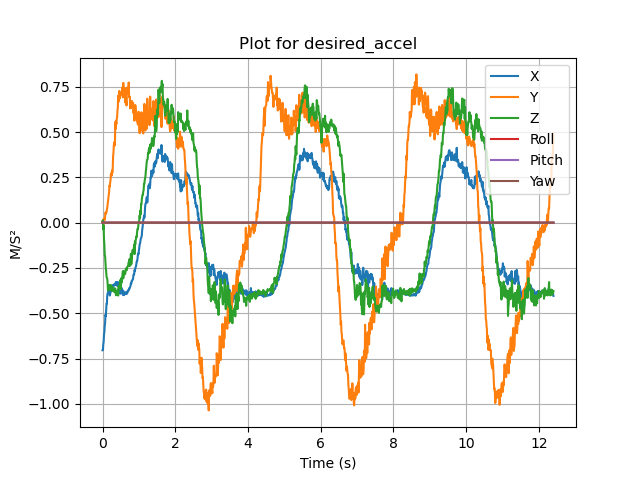 Plot for desired_accel
M/S²
0.75
0.50
0.25
0.00
−0.25
−0.50
−0.75
−1.00
X
Y
Z
Roll
Pitch
Yaw
0 2 4 6 8 10 12
Time (s)